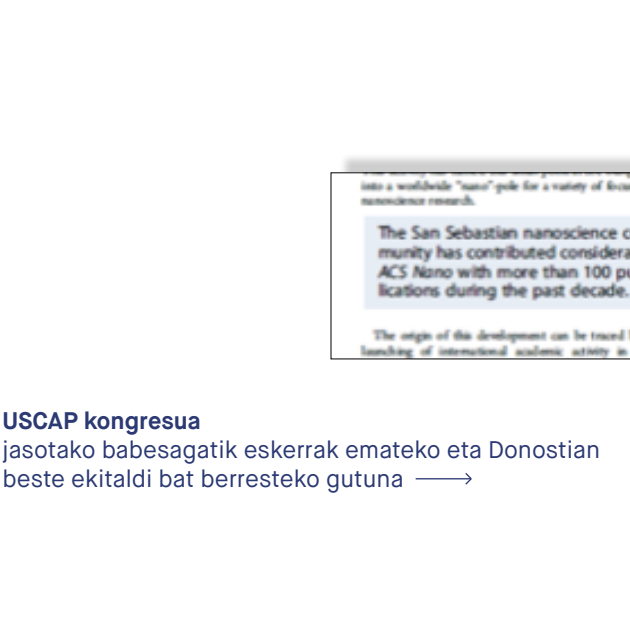 into a worldwide "nano"-pole for a variety of
nanoscience research.
The San Sebastian nanoscience
munity has contributed
ACS Nano with more than 100
lications during the past decade.
The origin of this development can be traced
launching of international academic activity in
USCAP kongresua
jasotako babesagatik eskerrak emateko eta Donostian
beste ekitaldi bat berresteko gutuna